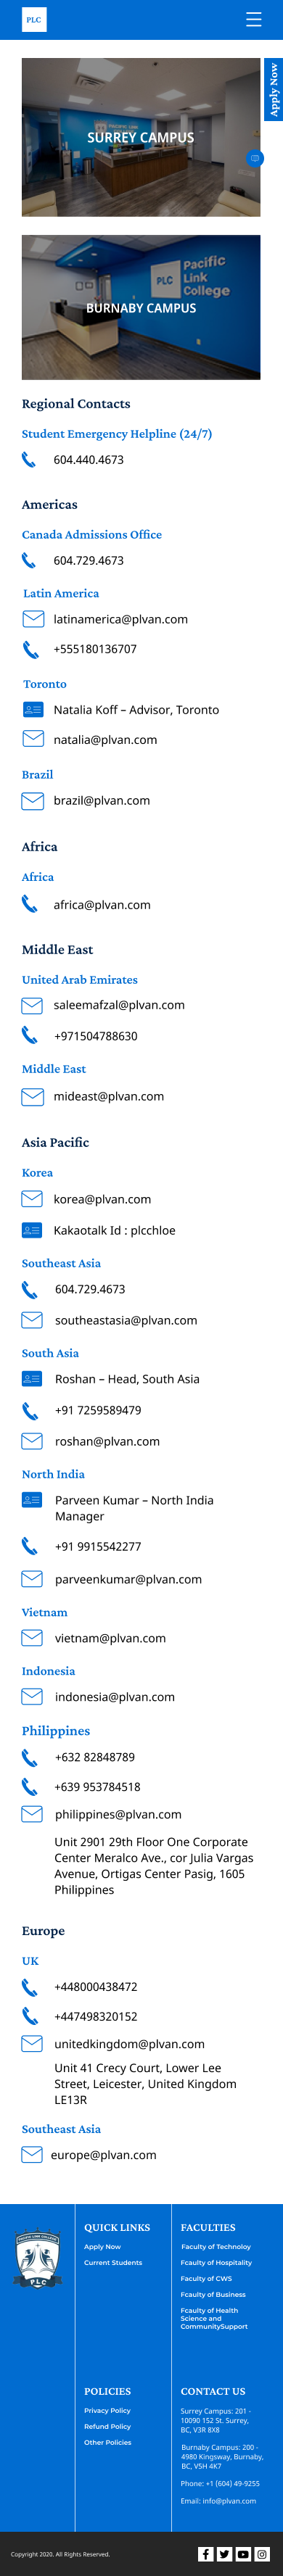 PLC
Apply Now
SURREY CAMPUS
Pacific
Link
College
PLC
BURNABY CAMPUS
Regional Contacts
Student Emergency Helpline (24/7)
604.440.4673
Americas
Canada Admissions Office
604.729.4673
Latin America
latinamerica@plvan.com
+555180136707
Toronto
Natalia Koff – Advisor, Toronto
natalia@plvan.com
Brazil
brazil@plvan.com
Africa
Africa
africa@plvan.com
Middle East
United Arab Emirates
saleemafzal@plvan.com
+971504788630
Middle East
mideast@plvan.com
Asia Pacific
Korea
korea@plvan.com
Kakaotalk Id : plcchloe
Southeast Asia
604.729.4673
southeastasia@plvan.com
South Asia
Roshan – Head, South Asia
+91 7259589479
roshan@plvan.com
North India
Parveen Kumar – North India
Manager
+91 9915542277
parveenkumar@plvan.com
Vietnam
vietnam@plvan.com
Indonesia
indonesia@plvan.com
Philippines
+632 82848789
+639 953784518
philippines@plvan.com
Unit 2901 29th Floor One Corporate
Center Meralco Ave., cor Julia Vargas
Avenue, Ortigas Center Pasig, 1605
Philippines
Europe
UK
+448000438472
+447498320152
unitedkingdom@plvan.com
Unit 41 Crecy Court, Lower Lee
Street, Leicester, United Kingdom
LE13R
Southeast Asia
europe@plvan.com
PLC
QUICK LINKS
Apply Now
Current Students
FACULTIES
Faculty of Technoloy
Fcaulty of Hospitality
Faculty of CWS
Fcaulty of Business
Fcaulty of Health
Science and
CommunitySupport
POLICIES
Privacy Policy
Refund Policy
Other Policies
CONTACT US
Surrey Campus: 201 -
10090 152 St. Surrey,
BC, V3R 8X8
Burnaby Campus: 200 -
4980 Kingsway, Burnaby,
BC, V5H 4K7
Phone: +1 (604) 49-9255
Email: info@plvan.com
Copyright 2020. All Rights Reserved.